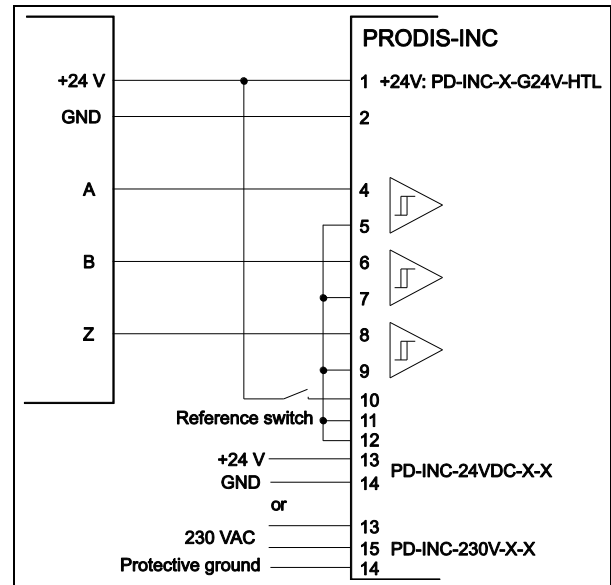 PRODIS-INC
+24 V 1 +24V: PD-INC-X-G24V-HTL
GND 2
A 4
5
B 6
7
Z 8
9
10
Reference switch 11
12
+24 V 13
PD-INC-24VDC-X-X
GND 14
or
13
230 VAC
15 PD-INC-230V-X-X
Protective ground 14